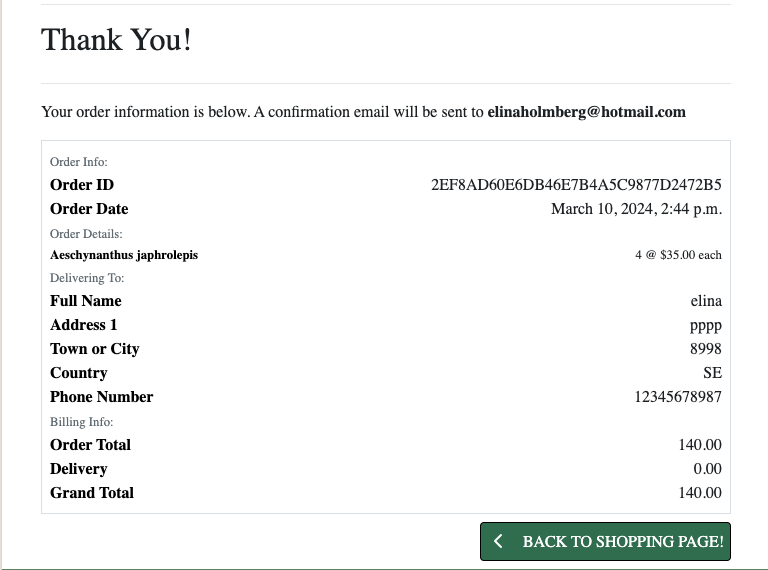 Thank You!
Your order information is below. A confirmation email will be sent to elinaholmberg@hotmail.com
Order Info:
Order ID 2EF8AD60E6DB46E7B4A5C9877D2472B5
Order Date March 10, 2024, 2:44 p.m.
Order Details:
Aeschynanthus japhrolepis 4 @ $35.00 each
Delivering To:
Full Name elina
Address 1 pppp
Town or City 8998
Country SE
Phone Number 12345678987
Billing Info:
Order Total 140.00
Delivery 0.00
Grand Total 140.00
BACK TO SHOPPING PAGE!